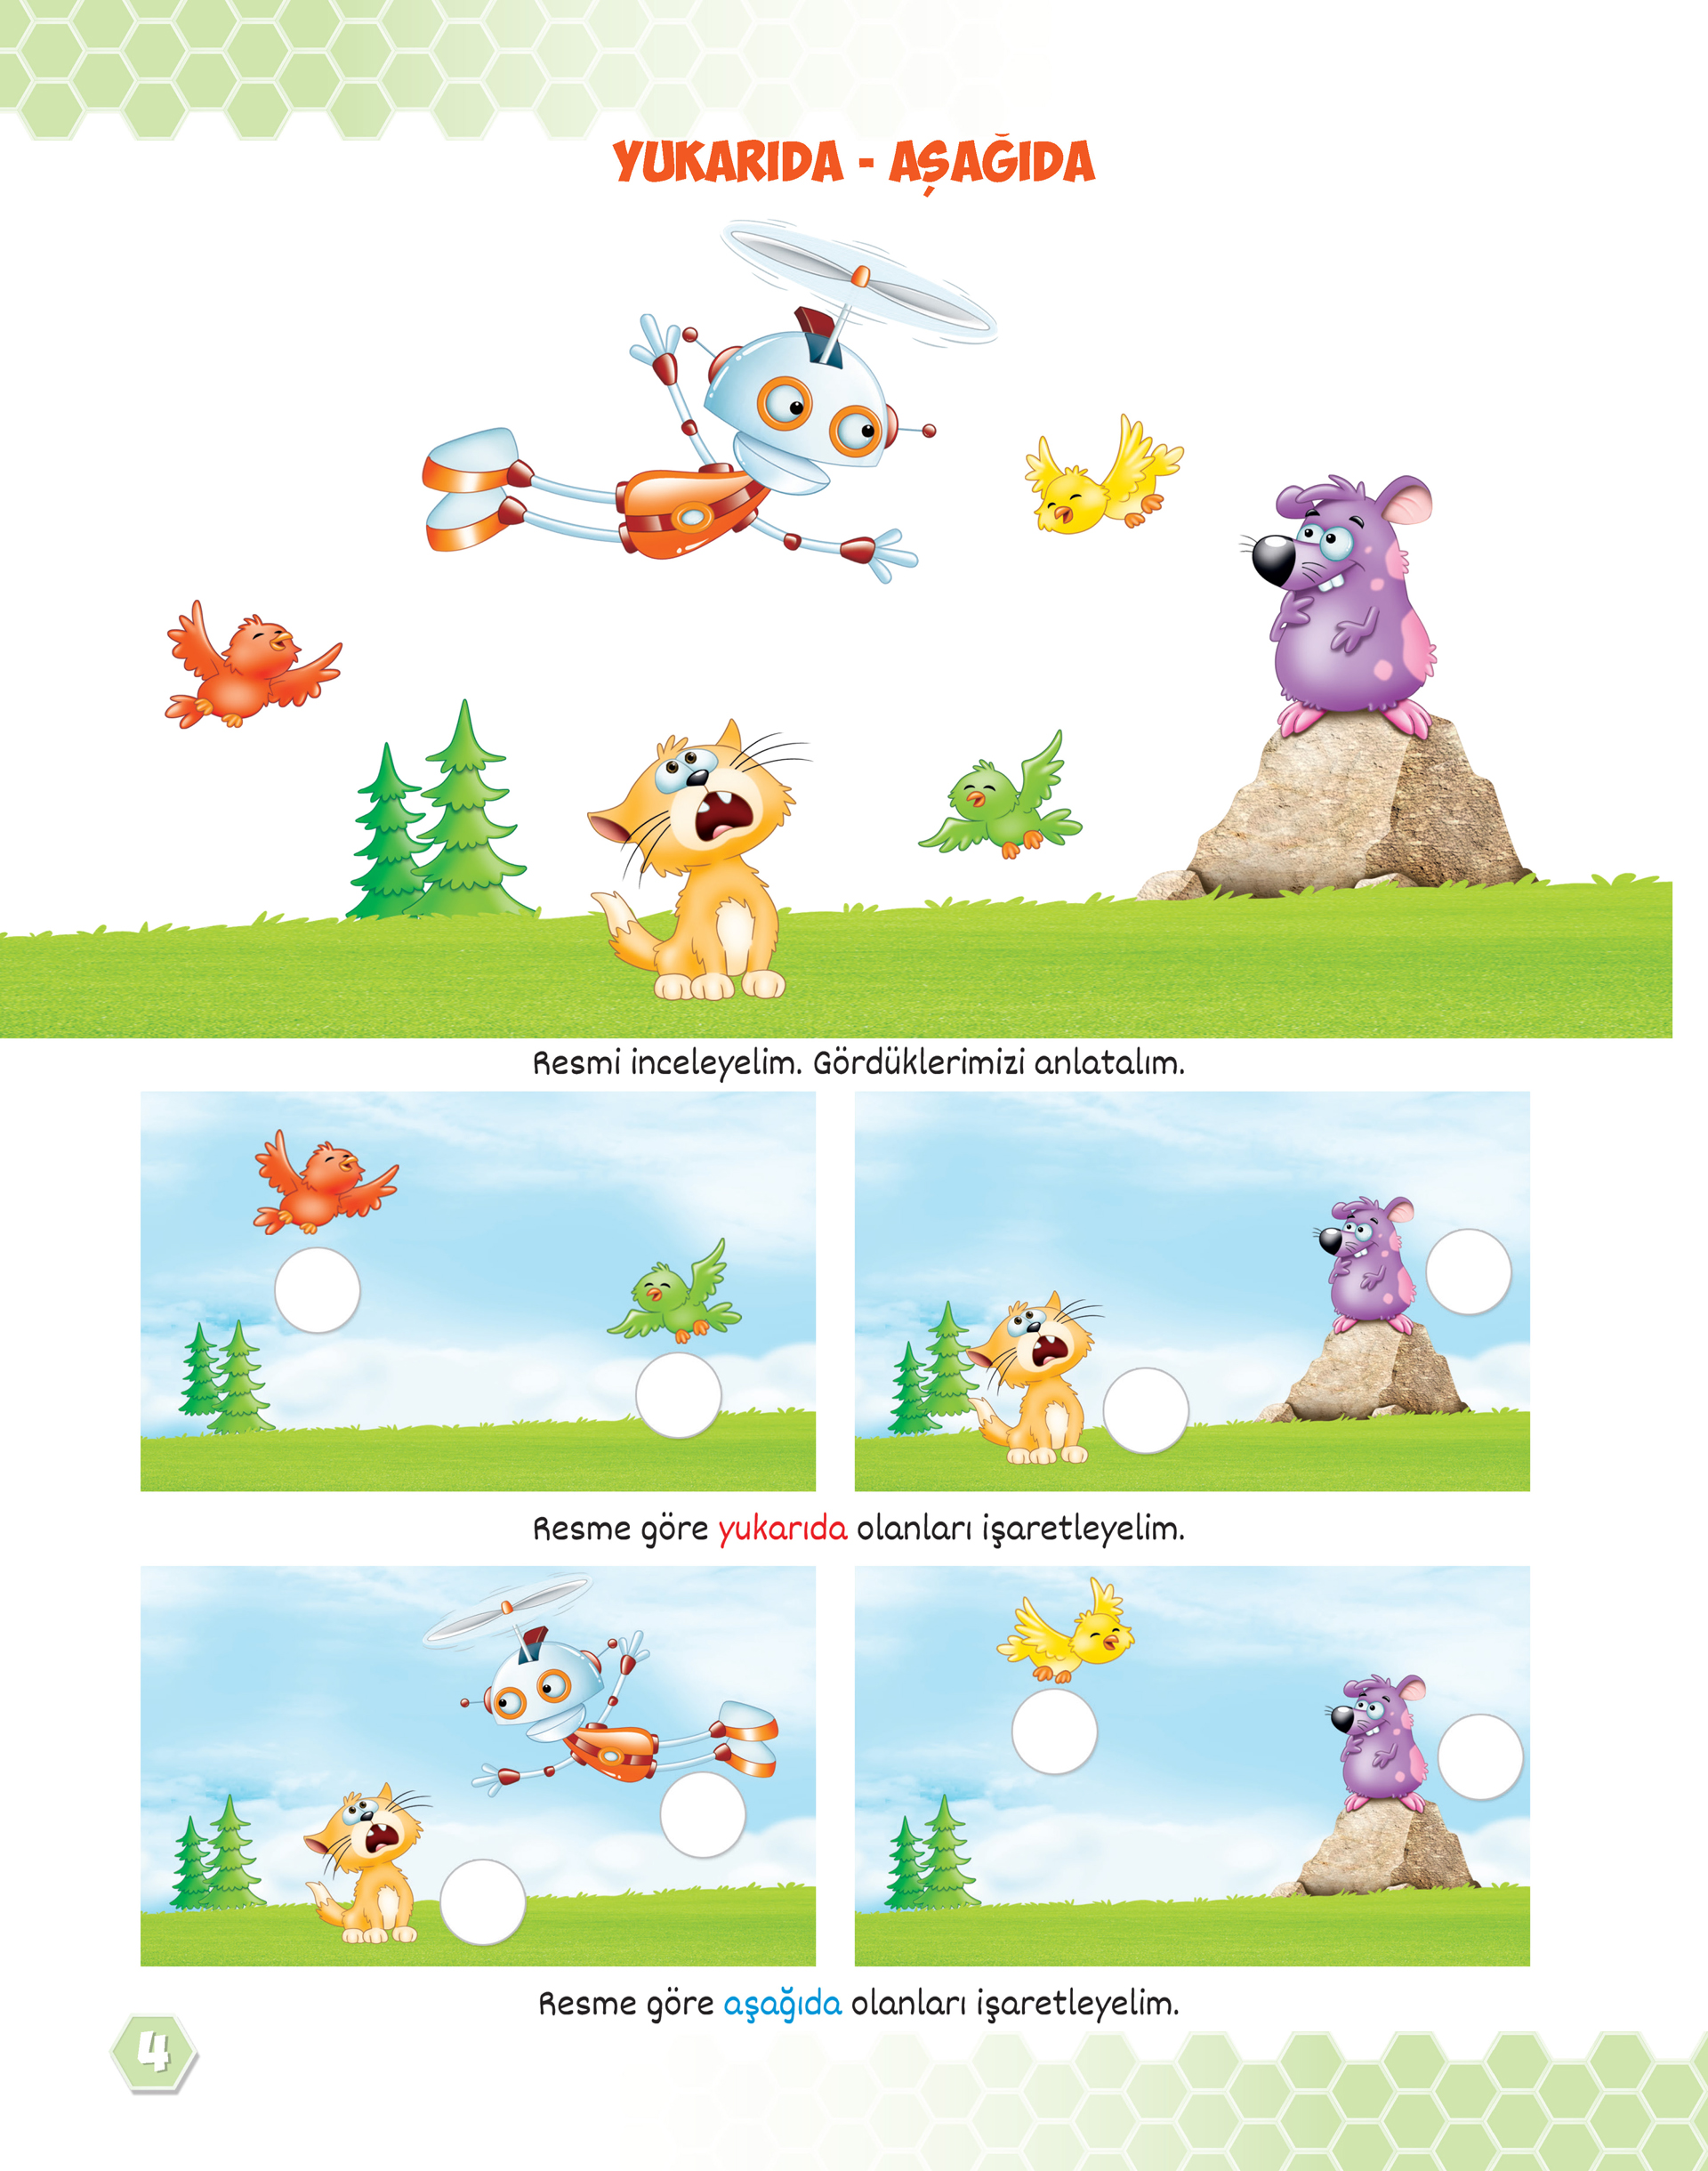 YUKARIDA - AŞAĞIDA
Resmi inceleyelim. Gördüklerimizi anlatalım.
Resme göre yukarıda olanları işaretleyelim.
Resme göre aşağıda olanları işaretleyelim.
4